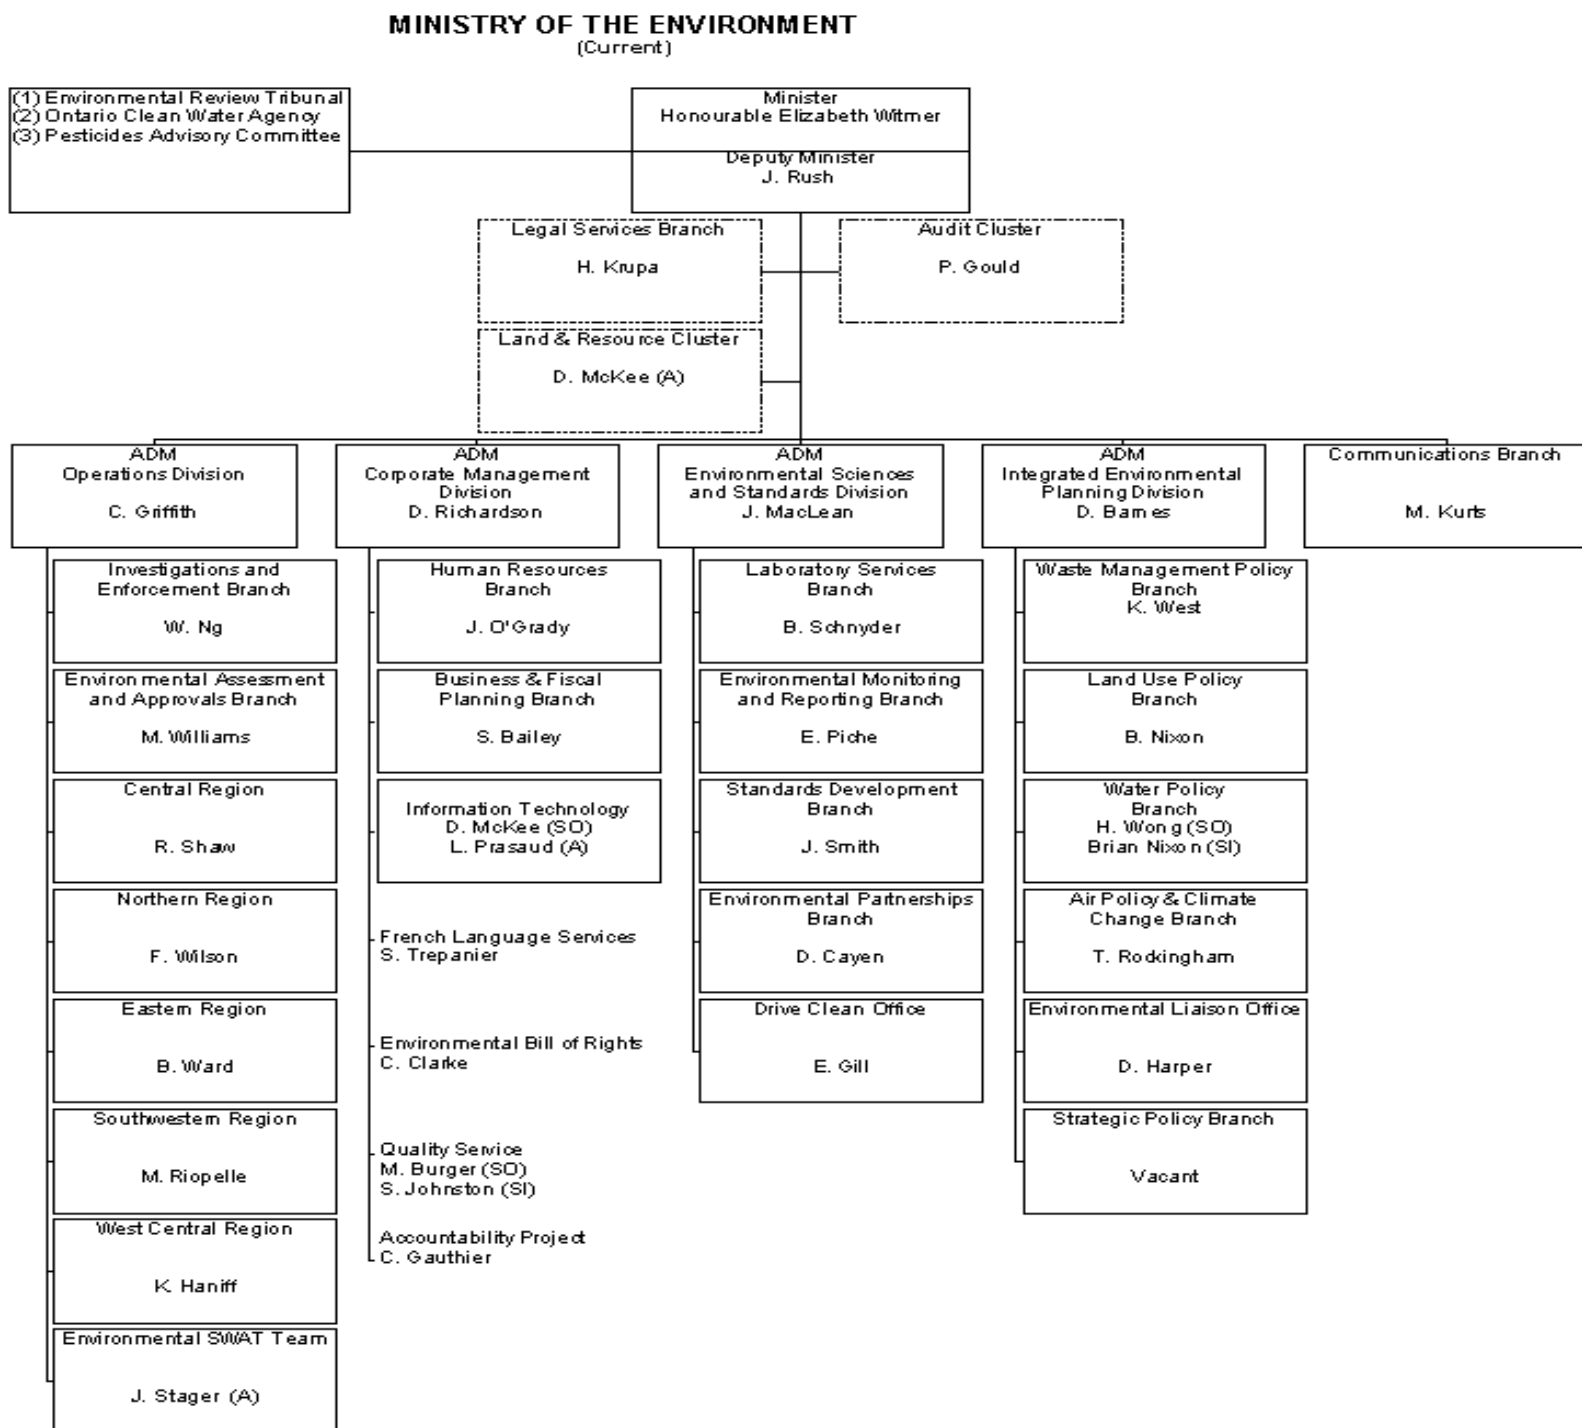 MINISTRY OF THE ENVIRONMENT
(Current)
(1) Environmental Review Tribunal
(2) Ontario Clean Water Agency
(3) Pesticides Advisory Committee
Minister
Honourable Elizabeth Witmer
Deputy Minister
J. Rush
Legal Services Branch
H. Krupa
Audit Cluster
P. Gould
Land & Resource Cluster
D. McKee (A)
ADM
Operations Division
C. Griffith
ADM
Corporate Management
Division
D. Richardson
ADM
Environmental Sciences
and Standards Division
J. MacLean
ADM
Integrated Environmental
Planning Division
D. Barnes
Communications Branch
M. Kurts
Investigations and
Enforcement Branch
W. Ng
Environmental Assessment
and Approvals Branch
M. Williams
Central Region
R. Shaw
Northern Region
F. Wilson
Eastern Region
B. Ward
Southwestern Region
M. Riopelle
West Central Region
K. Haniff
Environmental SWAT Team
J. Stager (A)
Human Resources
Branch
J. O'Grady
Business & Fiscal
Planning Branch
S. Bailey
Information Technology
D. McKee (SO)
L. Prasaud (A)
French Language Services
S. Trepanier
Environmental Bill of Rights
C. Clarke
Quality Service
M. Burger (SO)
S. Johnston (SI)
Accountability Project
C. Gauthier
Laboratory Services
Branch
B. Schnyder
Environmental Monitoring
and Reporting Branch
E. Piche
Standards Development
Branch
J. Smith
Environmental Partnerships
Branch
D. Cayen
Drive Clean Office
E. Gill
Waste Management Policy
Branch
K. West
Land Use Policy
Branch
B. Nixon
Water Policy
Branch
H. Wong (SO)
Brian Nixon (SI)
Air Policy & Climate
Change Branch
T. Rockingham
Environmental Liaison Office
D. Harper
Strategic Policy Branch
Vacant